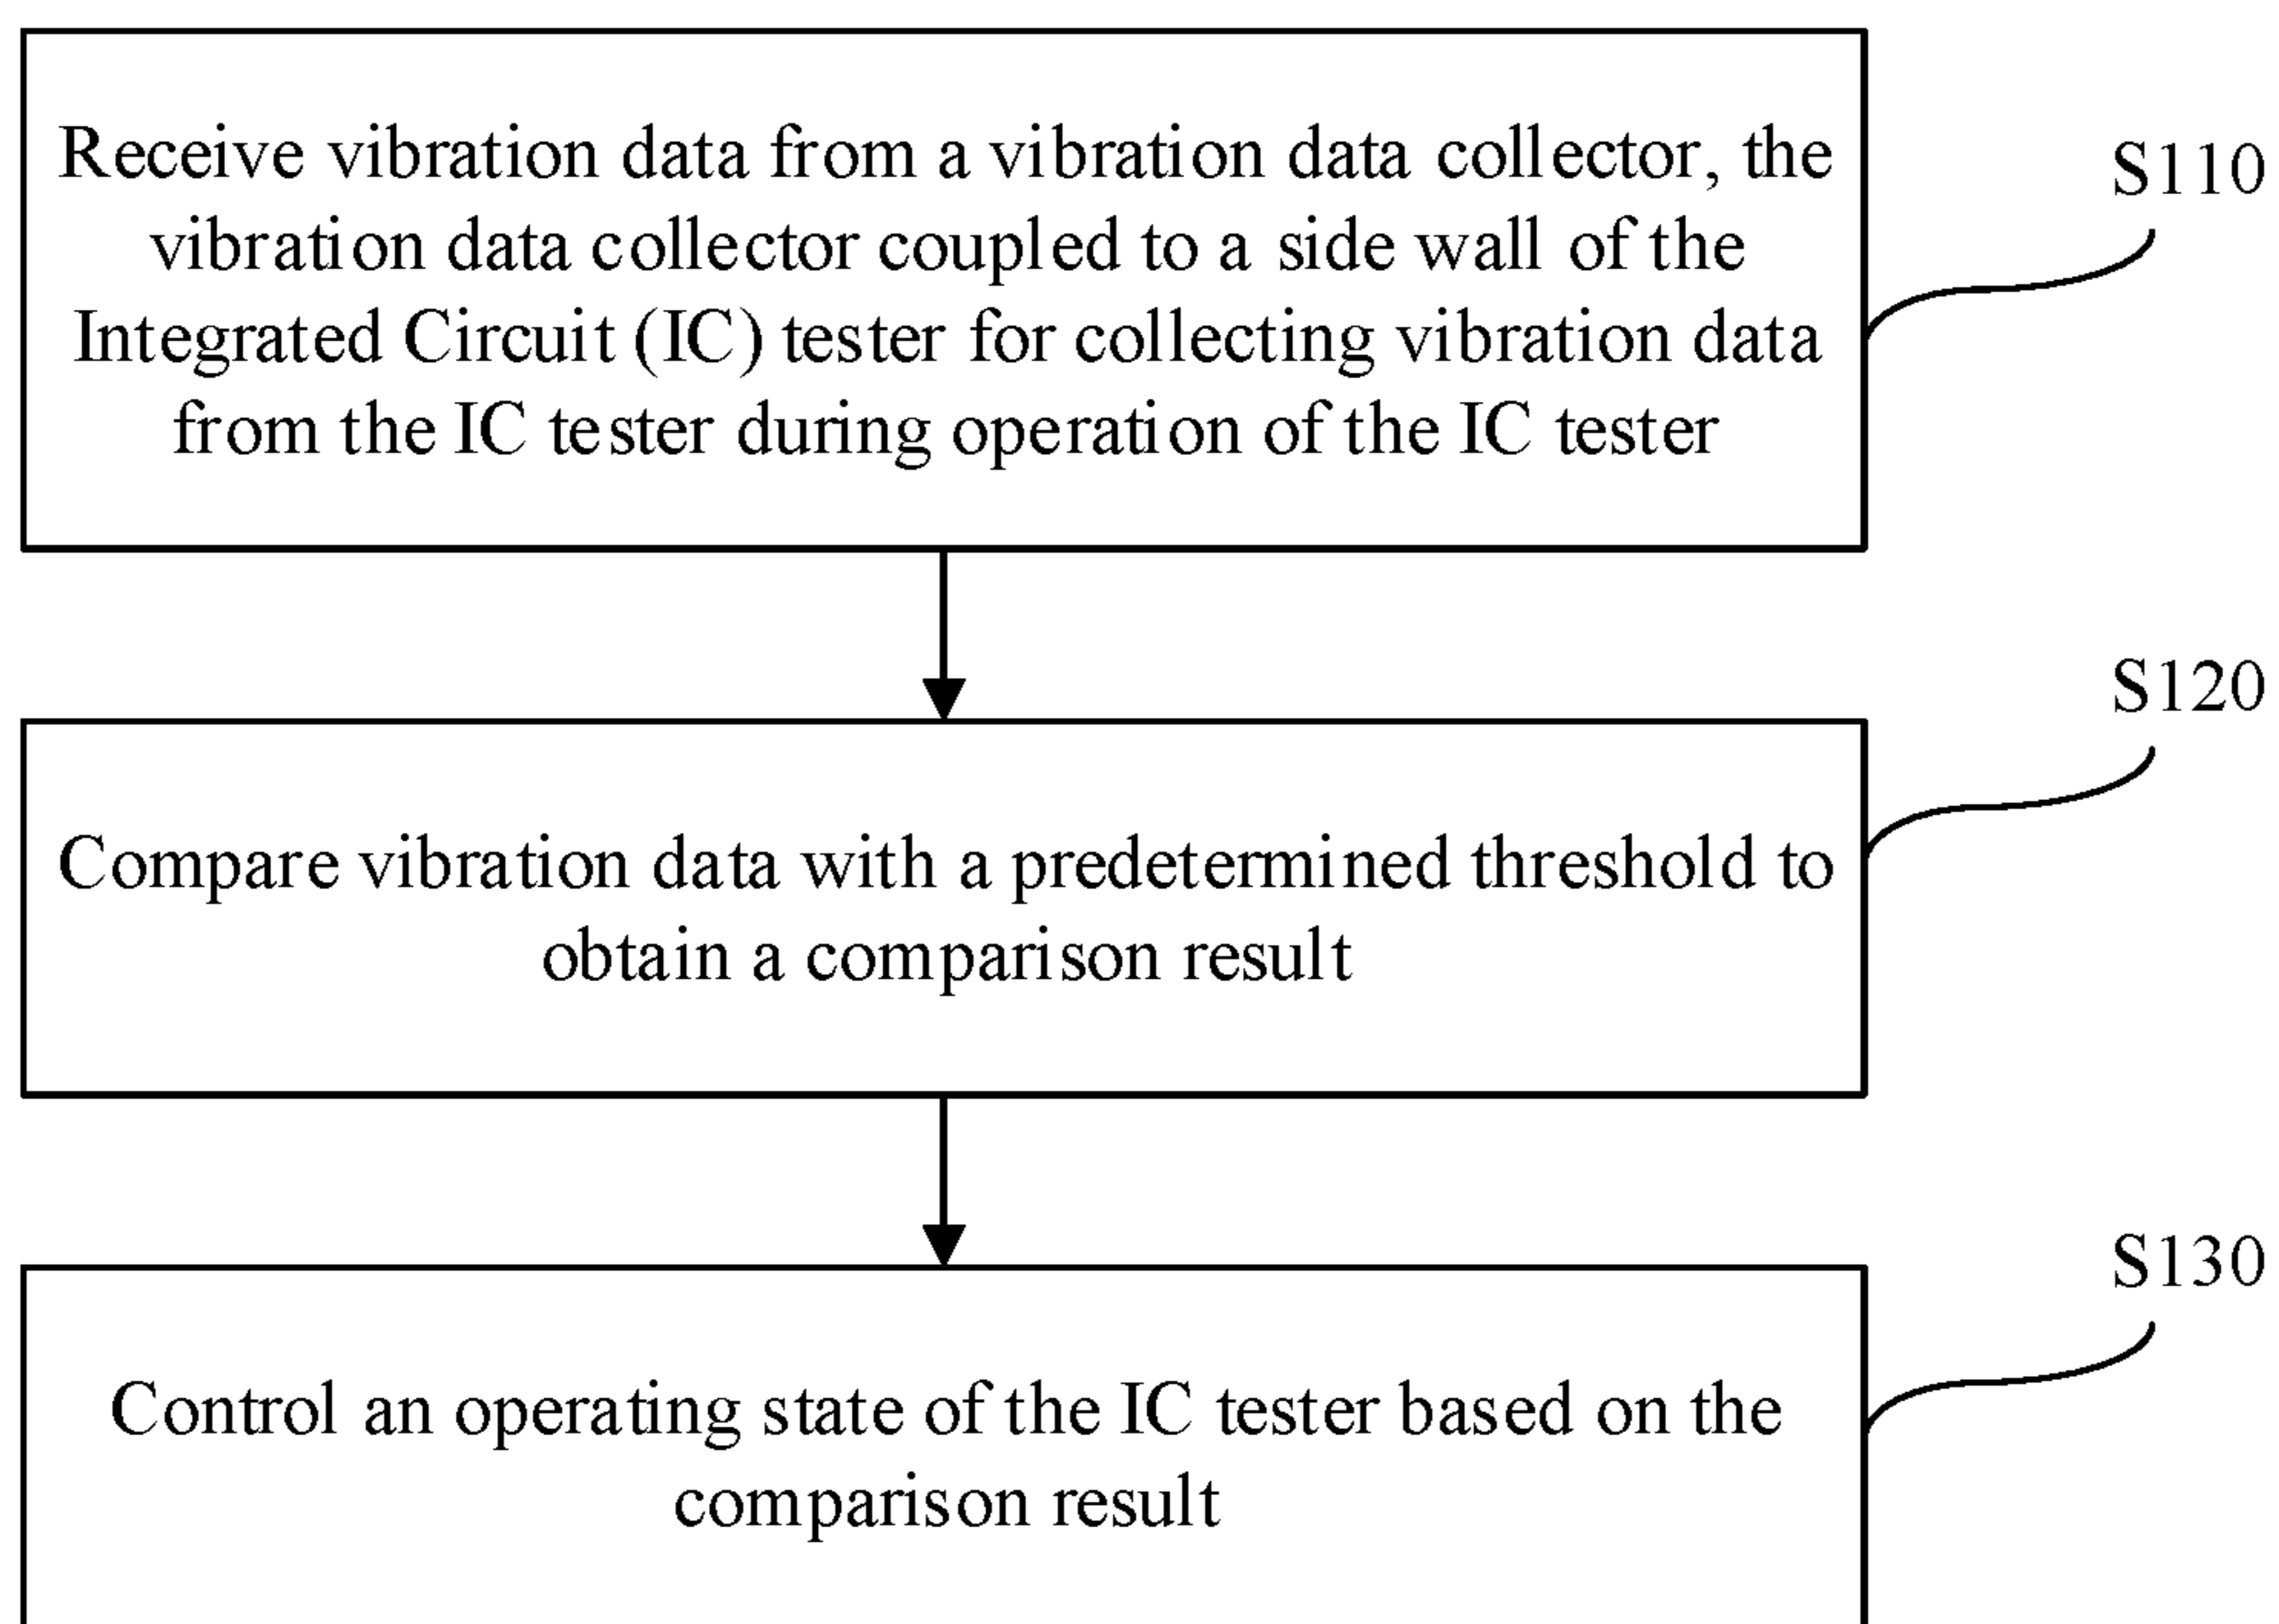 Receive vibration data from a vibration data collector, the
vibration data collector coupled to a side wall of the
Integrated Circuit (IC) tester for collecting vibration data
from the IC tester during operation of the IC tester
S110
Compare vibration data with a predetermined threshold to
obtain a comparison result
S120
Control an operating state of the IC tester based on the
comparison result
S130